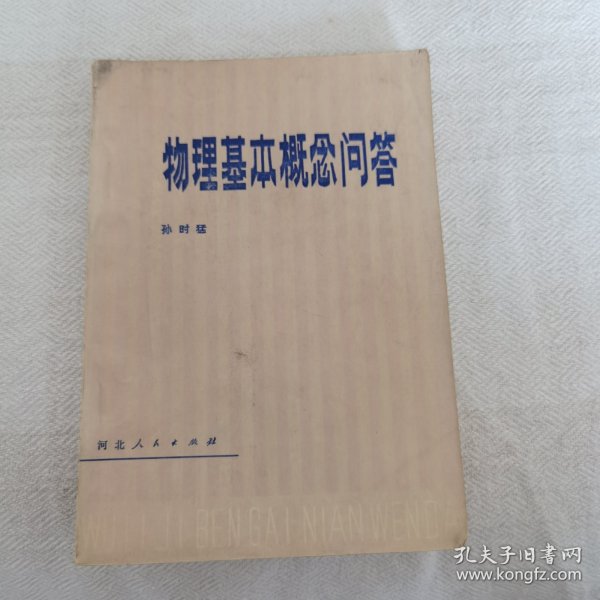 物理基本概念问答
孙时猛
河北人民出版社
WU LI JI BEN GAI NIAN WEN DA
孔夫子旧书网
www.kongfz.com